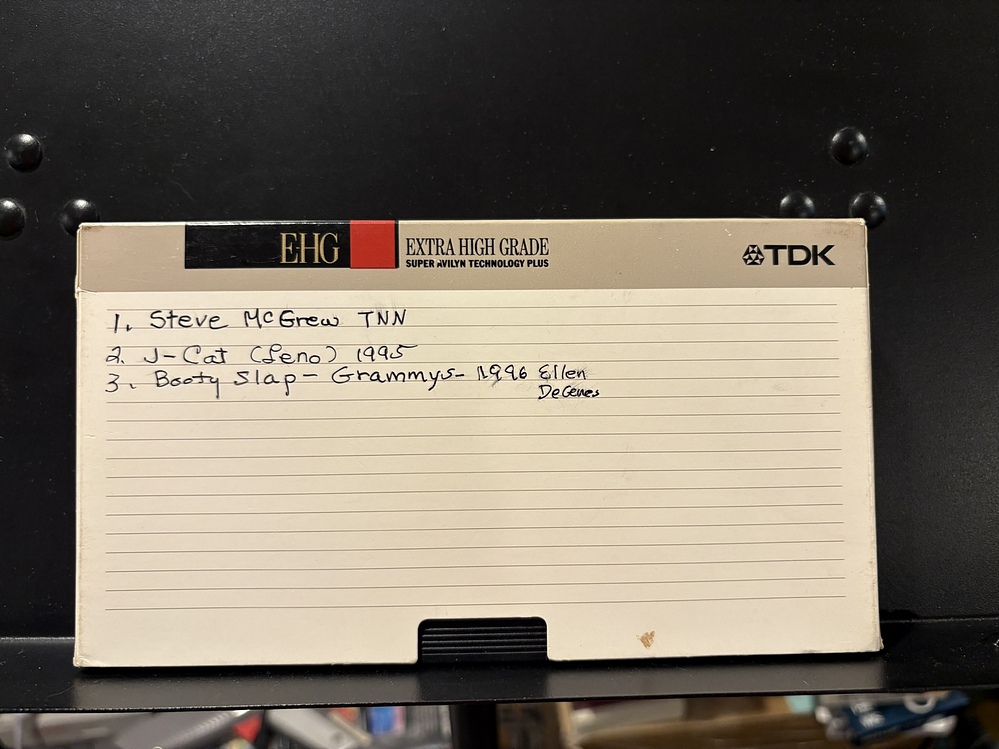 EHG
EXTRA HIGH GRADE
SUPER AVILYN TECHNOLOGY PLUS
TDK
1. Steve McGrew TNN
2. J-Cat (Leno) 1995
3. Booty Slap - Grammys - 1996 Ellen
DeGenes